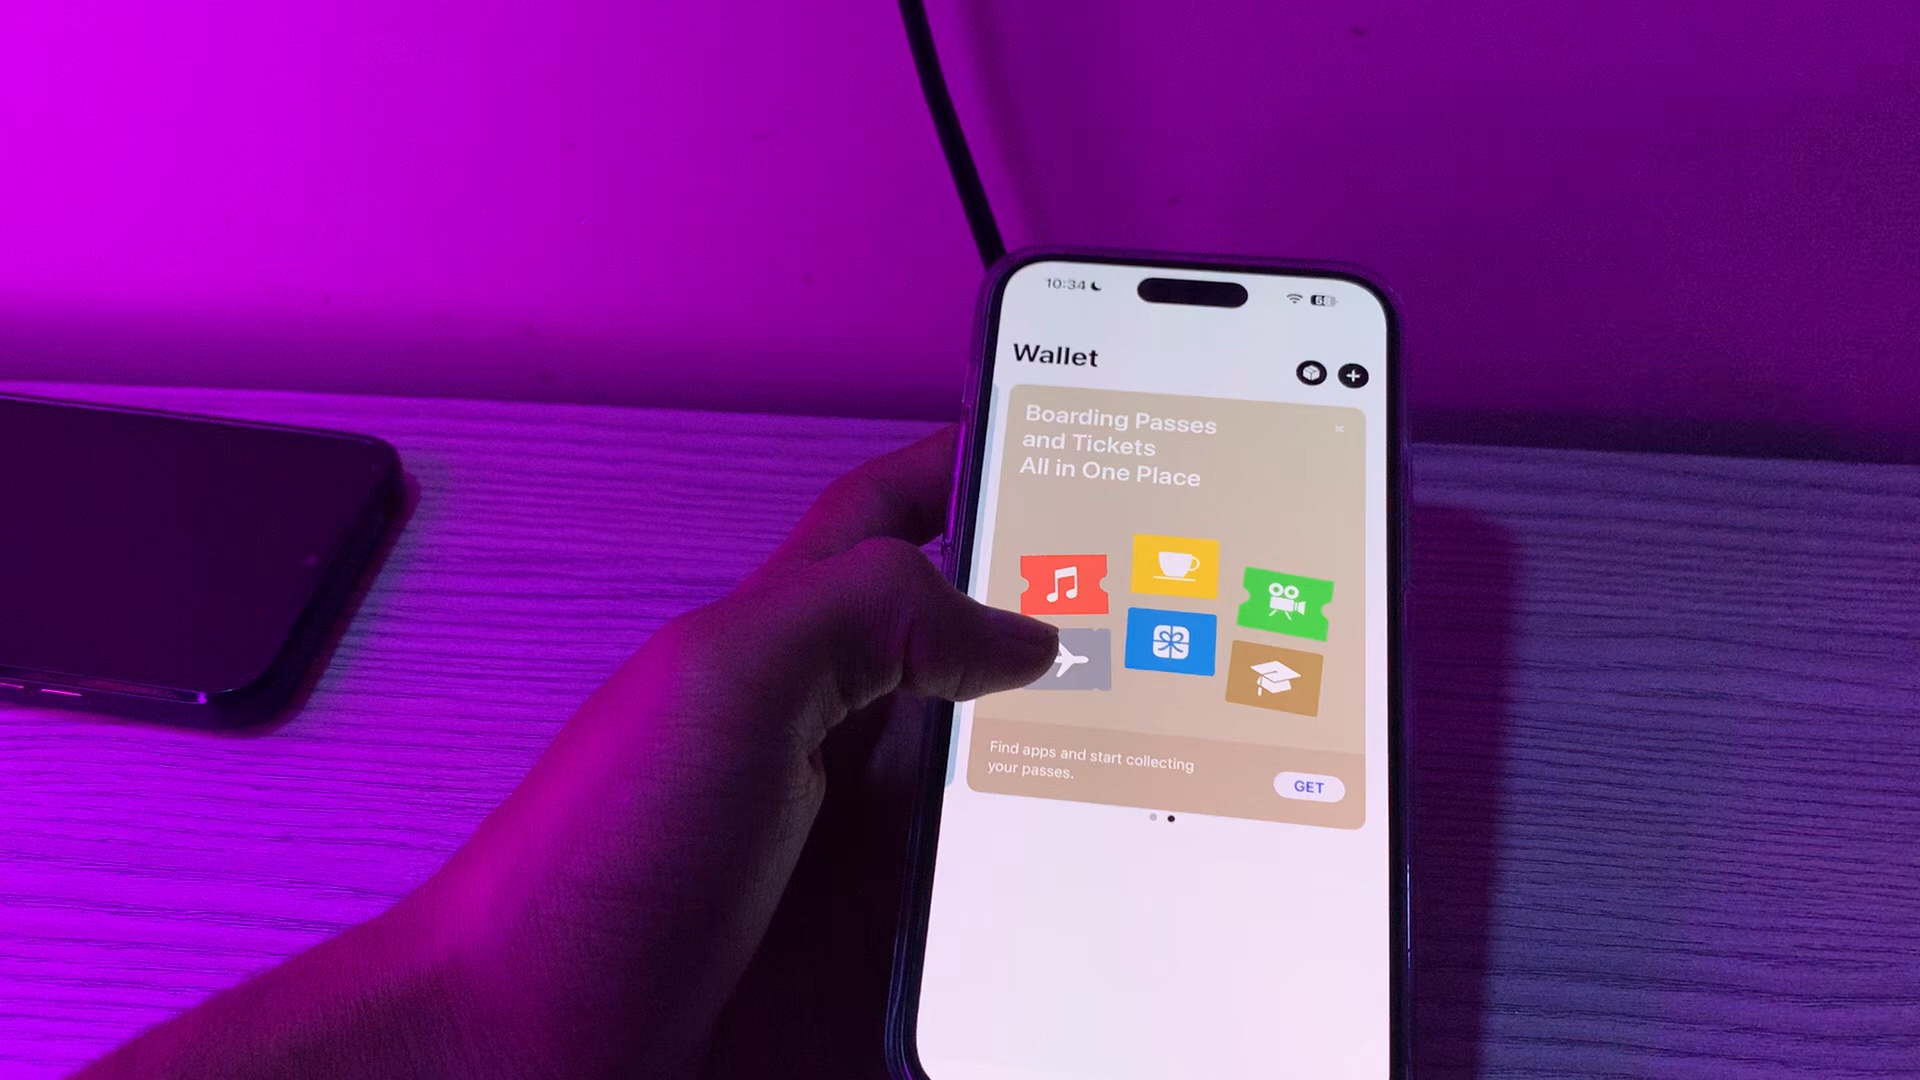 10:34
68
Wallet
Boarding Passes
and Tickets
All in One Place
Find apps and start collecting
your passes.
GET